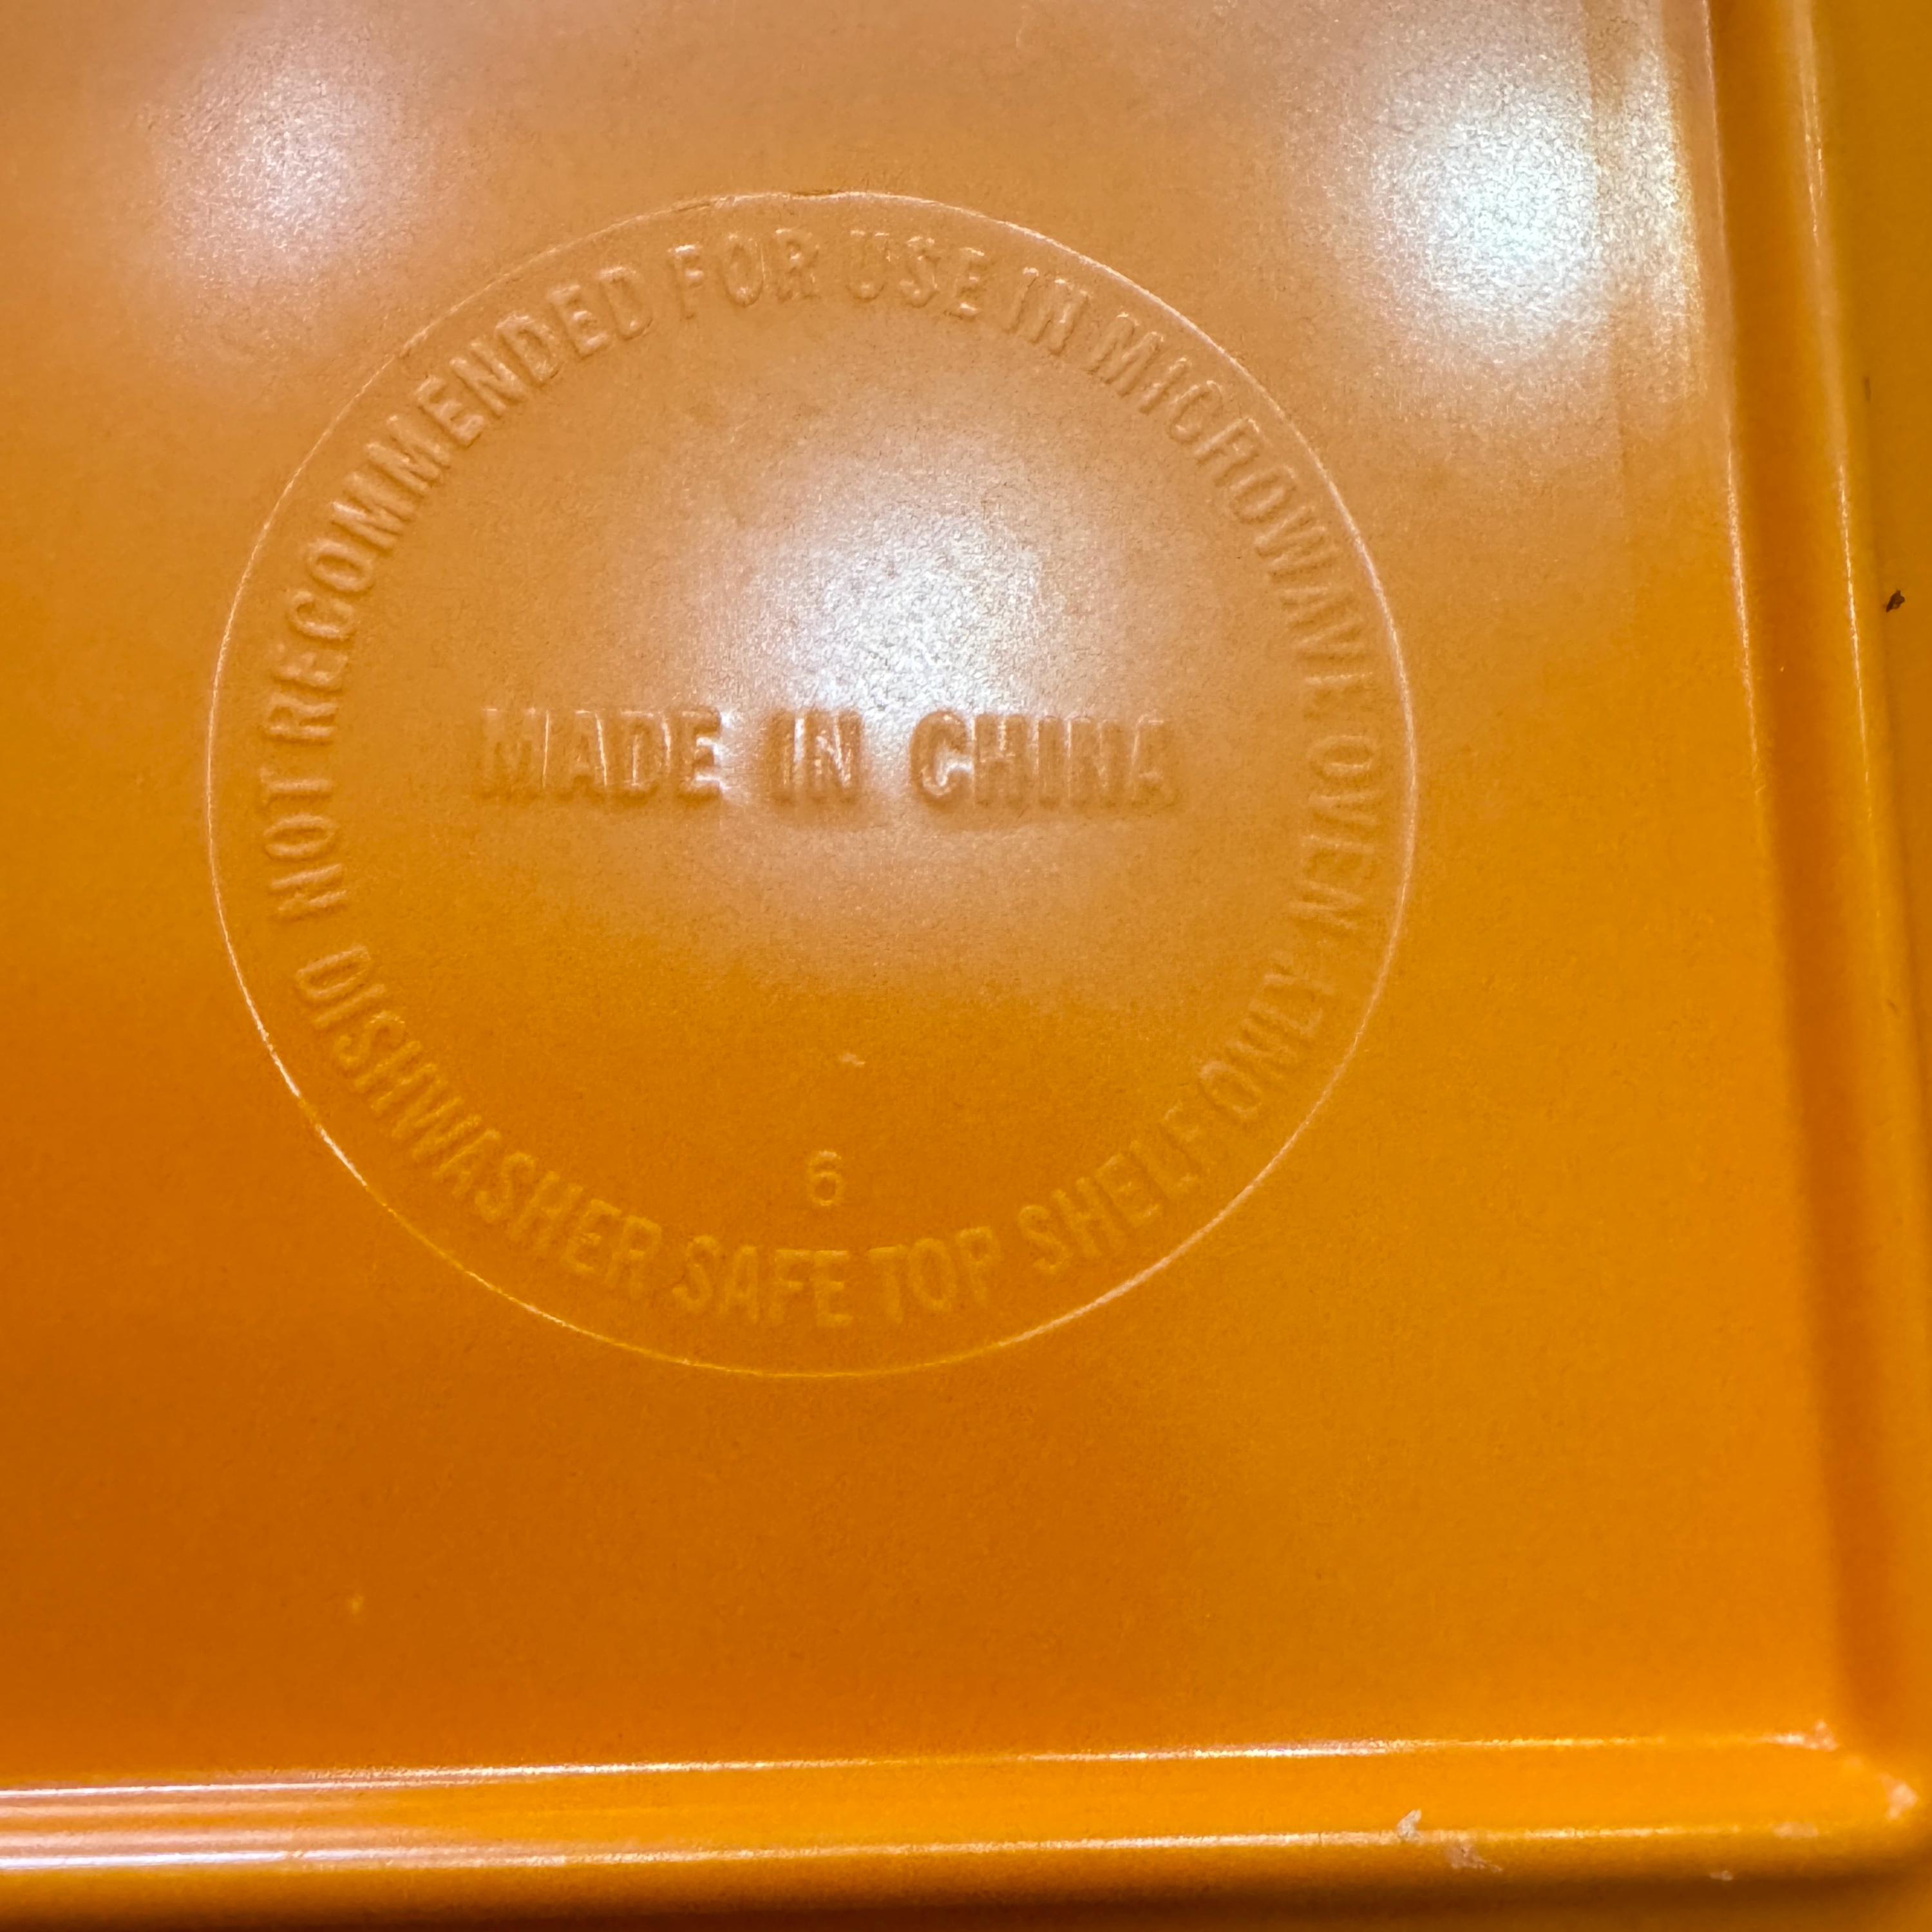 NOT RECOMMENDED FOR USE IN MICROWAVE OVEN
MADE IN CHINA
6
DISHWASHER SAFE TOP SHELF ONLY